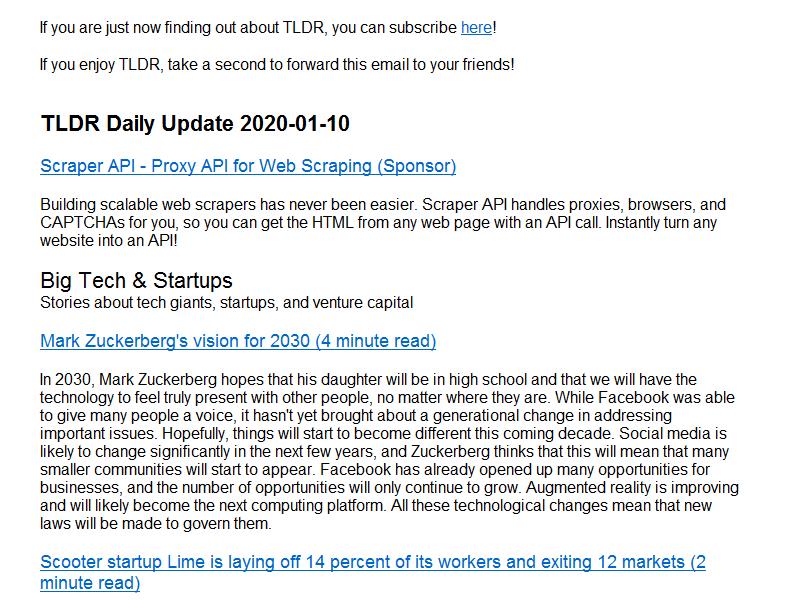 If you are just now finding out about TLDR, you can subscribe here!
If you enjoy TLDR, take a second to forward this email to your friends!
TLDR Daily Update 2020-01-10
Scraper API - Proxy API for Web Scraping (Sponsor)
Building scalable web scrapers has never been easier. Scraper API handles proxies, browsers, and
CAPTCHAs for you, so you can get the HTML from any web page with an API call. Instantly turn any
website into an API!
Big Tech & Startups
Stories about tech giants, startups, and venture capital
Mark Zuckerberg's vision for 2030 (4 minute read)
In 2030, Mark Zuckerberg hopes that his daughter will be in high school and that we will have the
technology to feel truly present with other people, no matter where they are. While Facebook was able
to give many people a voice, it hasn't yet brought about a generational change in addressing
important issues. Hopefully, things will start to become different this coming decade. Social media is
likely to change significantly in the next few years, and Zuckerberg thinks that this will mean that many
smaller communities will start to appear. Facebook has already opened up many opportunities for
businesses, and the number of opportunities will only continue to grow. Augmented reality is improving
and will likely become the next computing platform. All these technological changes mean that new
laws will be made to govern them.
Scooter startup Lime is laying off 14 percent of its workers and exiting 12 markets (2
minute read)